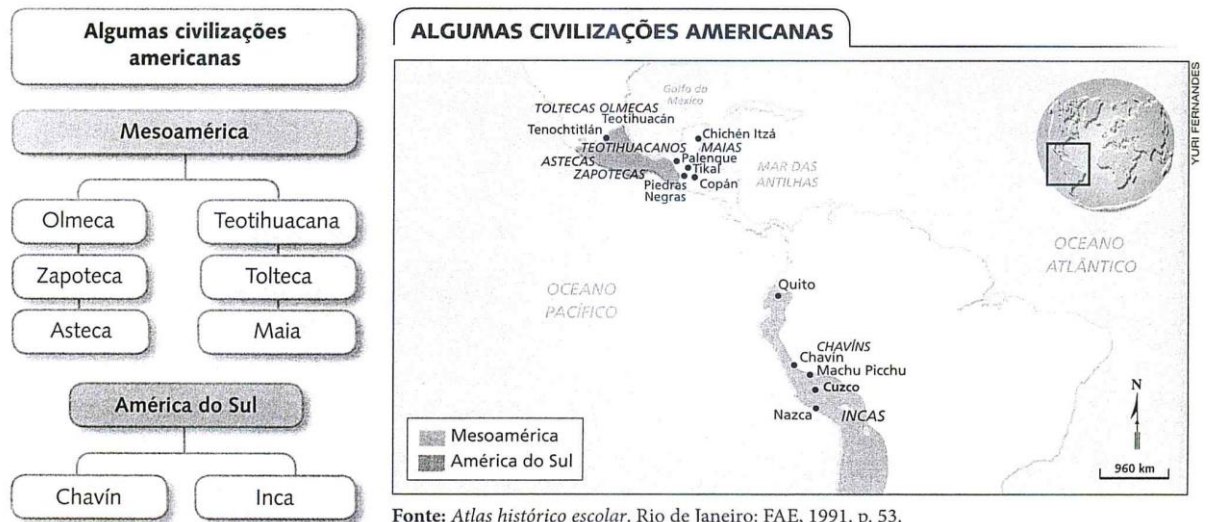 Algumas civilizações
americanas
Mesoamérica
Olmeca
Teotihuacana
Zapoteca
Tolteca
Asteca
Maia
América do Sul
Chavín
Inca
ALGUMAS CIVILIZAÇÕES AMERICANAS
Golfo do
México
TOLTECAS OLMECAS
Teotihuacán
Tenochtitlán
Chichén Itzá
TEOTIHUACANOS
MAIAS
ASTECAS
Palenque
ZAPOTECAS
Tikal
MAR DAS
ANTILHAS
Piedras
Negras
Copán
OCEANO
ATLÂNTICO
OCEANO
PACÍFICO
Quito
CHAVÍNS
Chavín
Machu Picchu
Cuzco
Nazca
INCAS
N
960 km
Mesoamérica
América do Sul
YURI FERNANDES
Fonte: Atlas histórico escolar. Rio de Janeiro: FAE, 1991. p. 53.